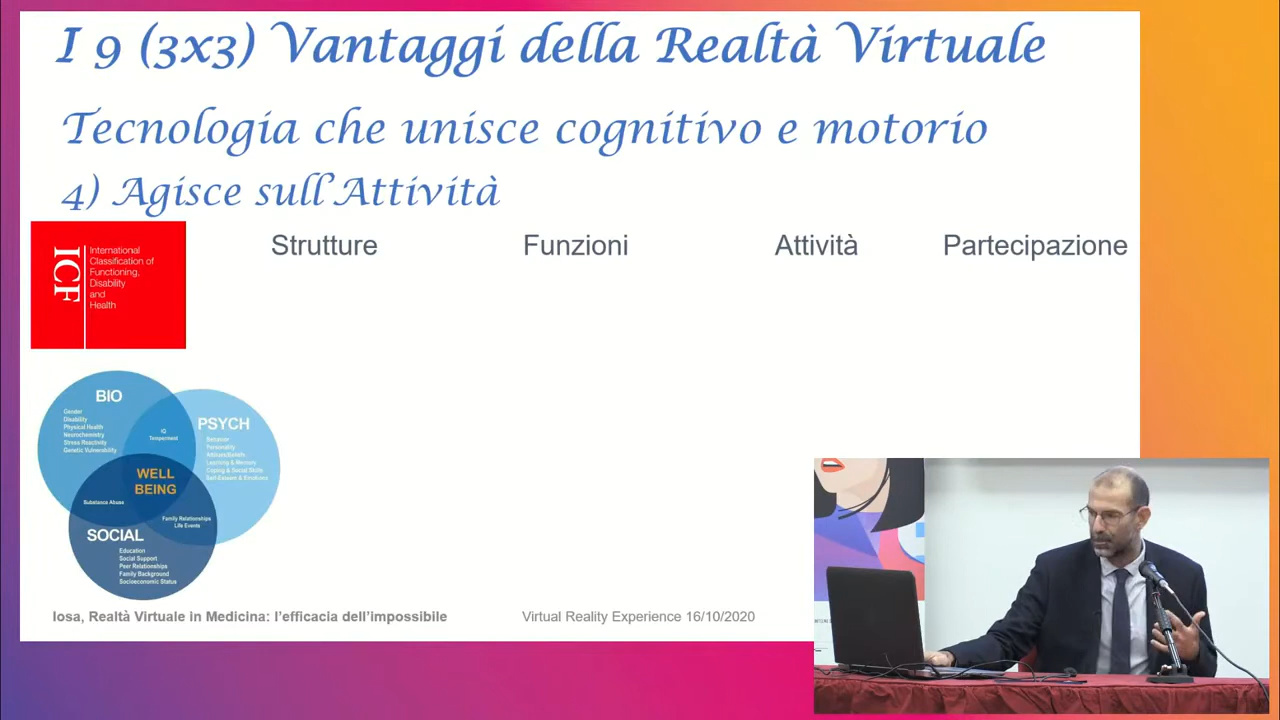 I 9 (3x3) Vantaggi della Realtà Virtuale
Tecnologia che unisce cognitivo e motorio
4) Agisce sull'Attività
ICF
International
Classification of
Functioning,
Disability
and
Health
Strutture
Funzioni
Attività
Partecipazione
BIO
Gender
Disability
Physical Health
Neurochemistry
Stress Reactivity
Genetic Vulnerability
IQ
Temperment
PSYCH
Behavior
Personality
Attitudes/Beliefs
Learning & Memory
Coping & Social Skills
Self-Esteem & Emotions
WELL
BEING
Substance Abuse
Family Relationships
Life Events
SOCIAL
Education
Social Support
Peer Relationships
Family Background
Socioeconomic Status
Iosa, Realtà Virtuale in Medicina: l'efficacia dell'impossibile
Virtual Reality Experience 16/10/2020